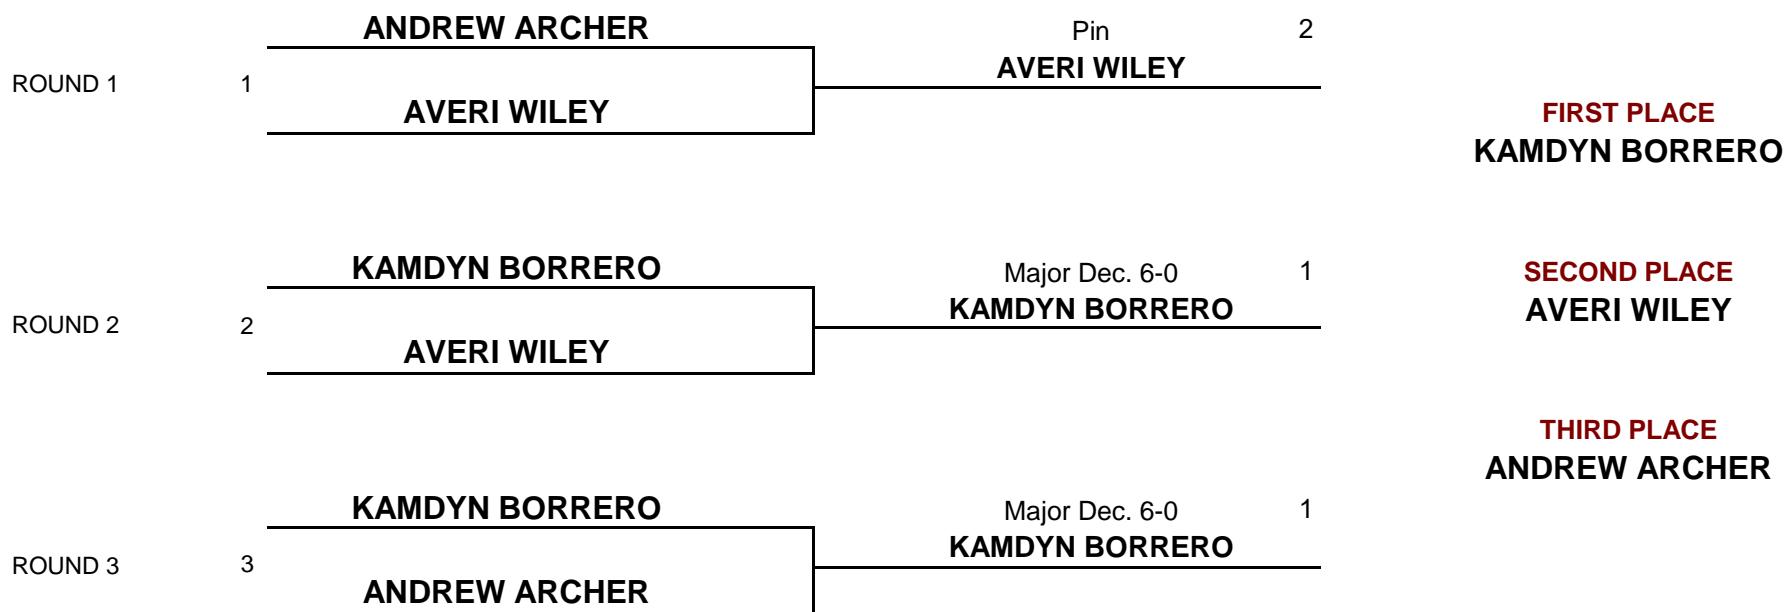 ANDREW ARCHER
Pin 2
AVERI WILEY
ROUND 1 1
AVERI WILEY
FIRST PLACE
KAMDYN BORRERO
KAMDYN BORRERO
Major Dec. 6-0 1
KAMDYN BORRERO
SECOND PLACE
AVERI WILEY
ROUND 2 2
AVERI WILEY
THIRD PLACE
ANDREW ARCHER
KAMDYN BORRERO
Major Dec. 6-0 1
KAMDYN BORRERO
ROUND 3 3
ANDREW ARCHER